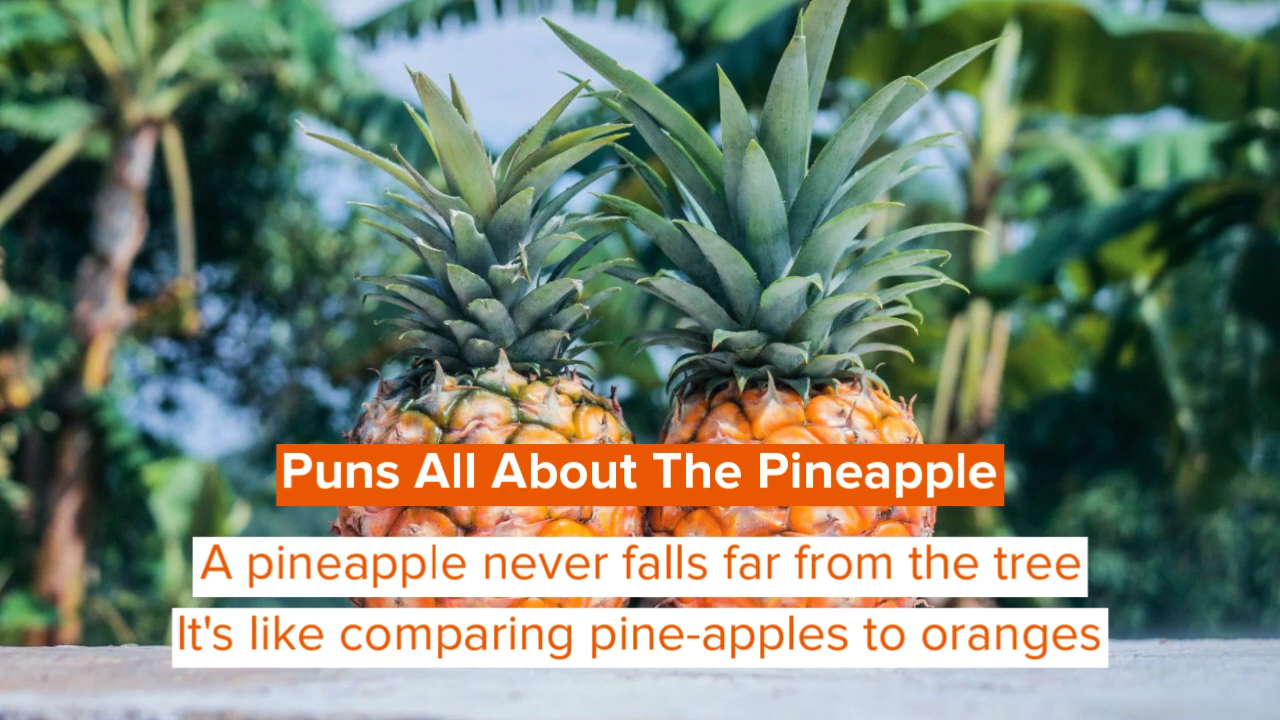 Puns All About The Pineapple
A pineapple never falls far from the tree
It's like comparing pine-apples to oranges